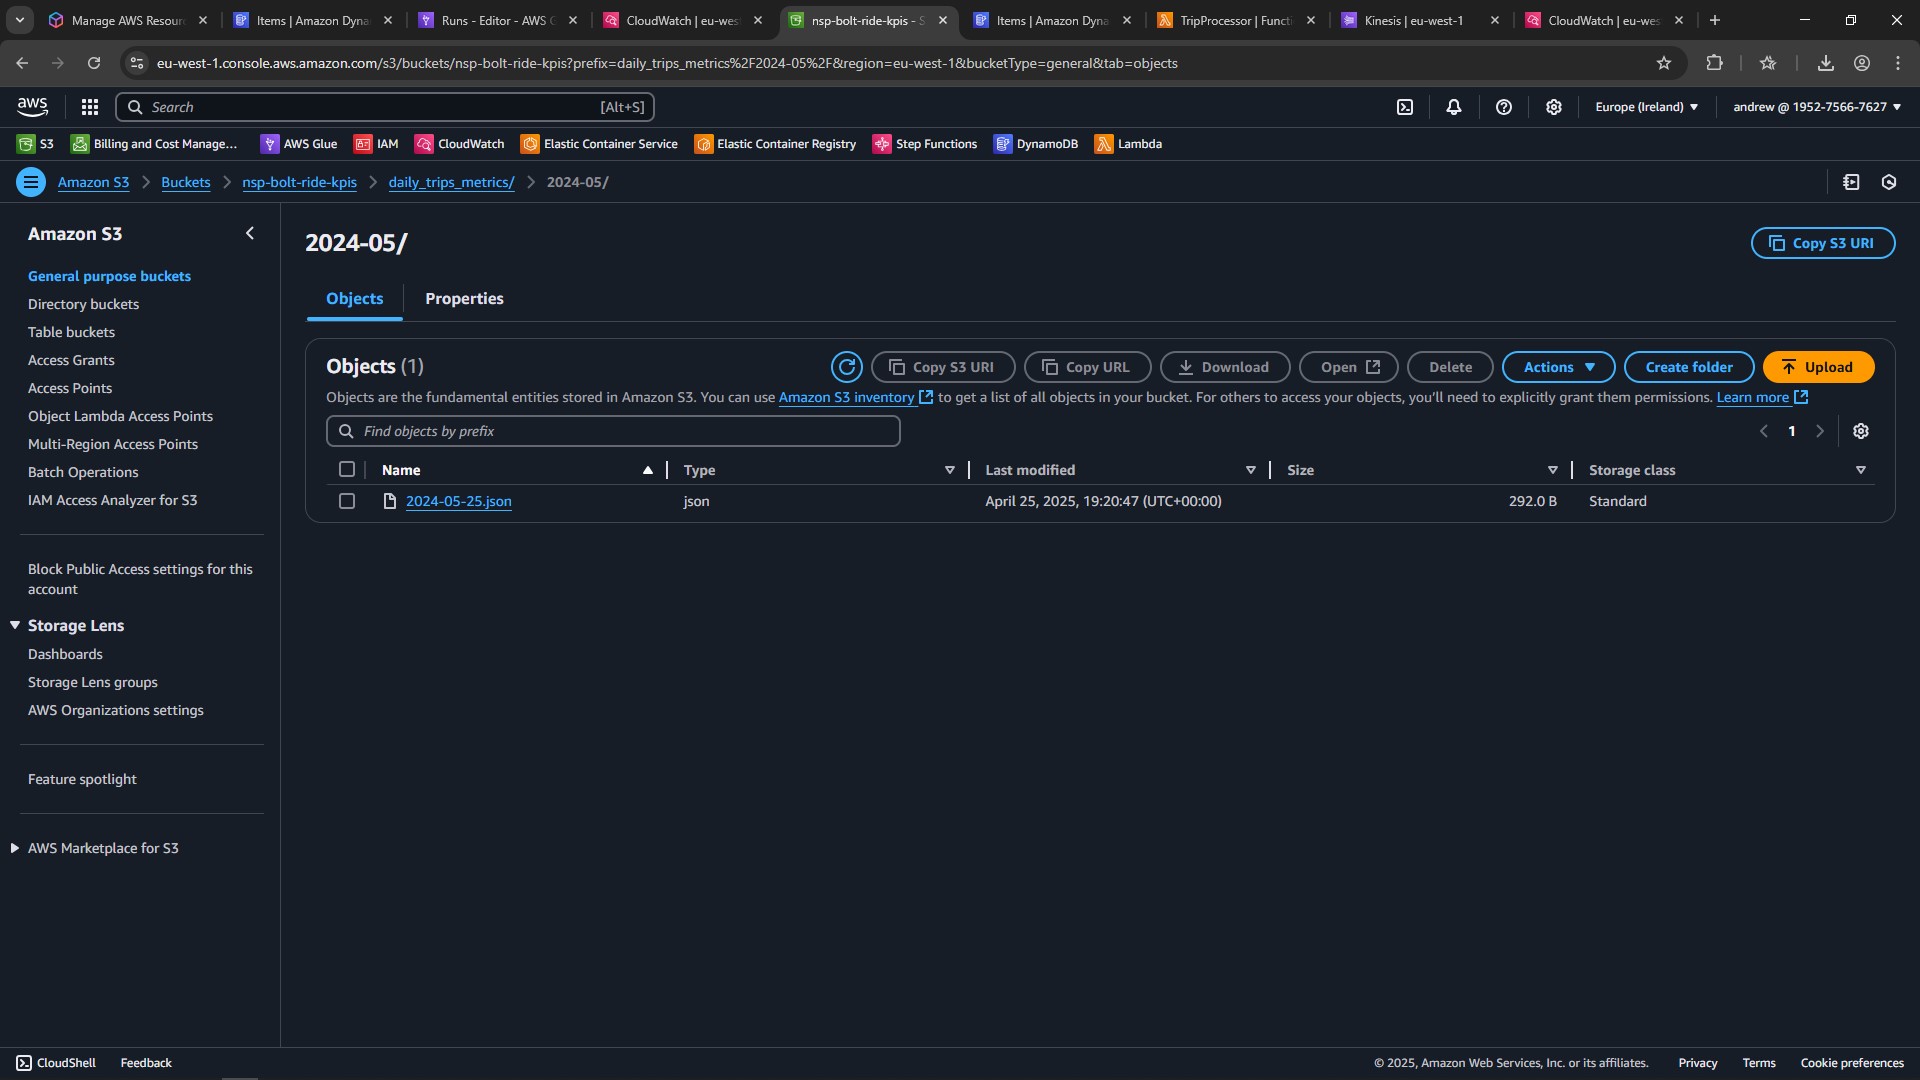 Manage AWS Resour
Items | Amazon Dyna
Runs - Editor - AWS G
CloudWatch | eu-wes
nsp-bolt-ride-kpis - S
Items | Amazon Dyna
TripProcessor | Functi
Kinesis | eu-west-1
CloudWatch | eu-wes
eu-west-1.console.aws.amazon.com/s3/buckets/nsp-bolt-ride-kpis?prefix=daily_trips_metrics%2F2024-05%2F&region=eu-west-1&bucketType=general&tab=objects
aws
Search
[Alt+S]
Europe (Ireland)
andrew @ 1952-7566-7627
S3
Billing and Cost Manage...
AWS Glue
IAM
CloudWatch
Elastic Container Service
Elastic Container Registry
Step Functions
DynamoDB
Lambda
Amazon S3
Buckets
nsp-bolt-ride-kpis
daily_trips_metrics/
2024-05/
Amazon S3
General purpose buckets
Directory buckets
Table buckets
Access Grants
Access Points
Object Lambda Access Points
Multi-Region Access Points
Batch Operations
IAM Access Analyzer for S3
Block Public Access settings for this
account
Storage Lens
Dashboards
Storage Lens groups
AWS Organizations settings
Feature spotlight
AWS Marketplace for S3
2024-05/
Copy S3 URI
Objects
Properties
Objects (1)
Copy S3 URI
Copy URL
Download
Open
Delete
Actions
Create folder
Upload
Objects are the fundamental entities stored in Amazon S3. You can use Amazon S3 inventory to get a list of all objects in your bucket. For others to access your objects, you'll need to explicitly grant them permissions. Learn more
Find objects by prefix
1
Name
Type
Last modified
Size
Storage class
2024-05-25.json
json
April 25, 2025, 19:20:47 (UTC+00:00)
292.0 B
Standard
CloudShell
Feedback
© 2025, Amazon Web Services, Inc. or its affiliates.
Privacy
Terms
Cookie preferences